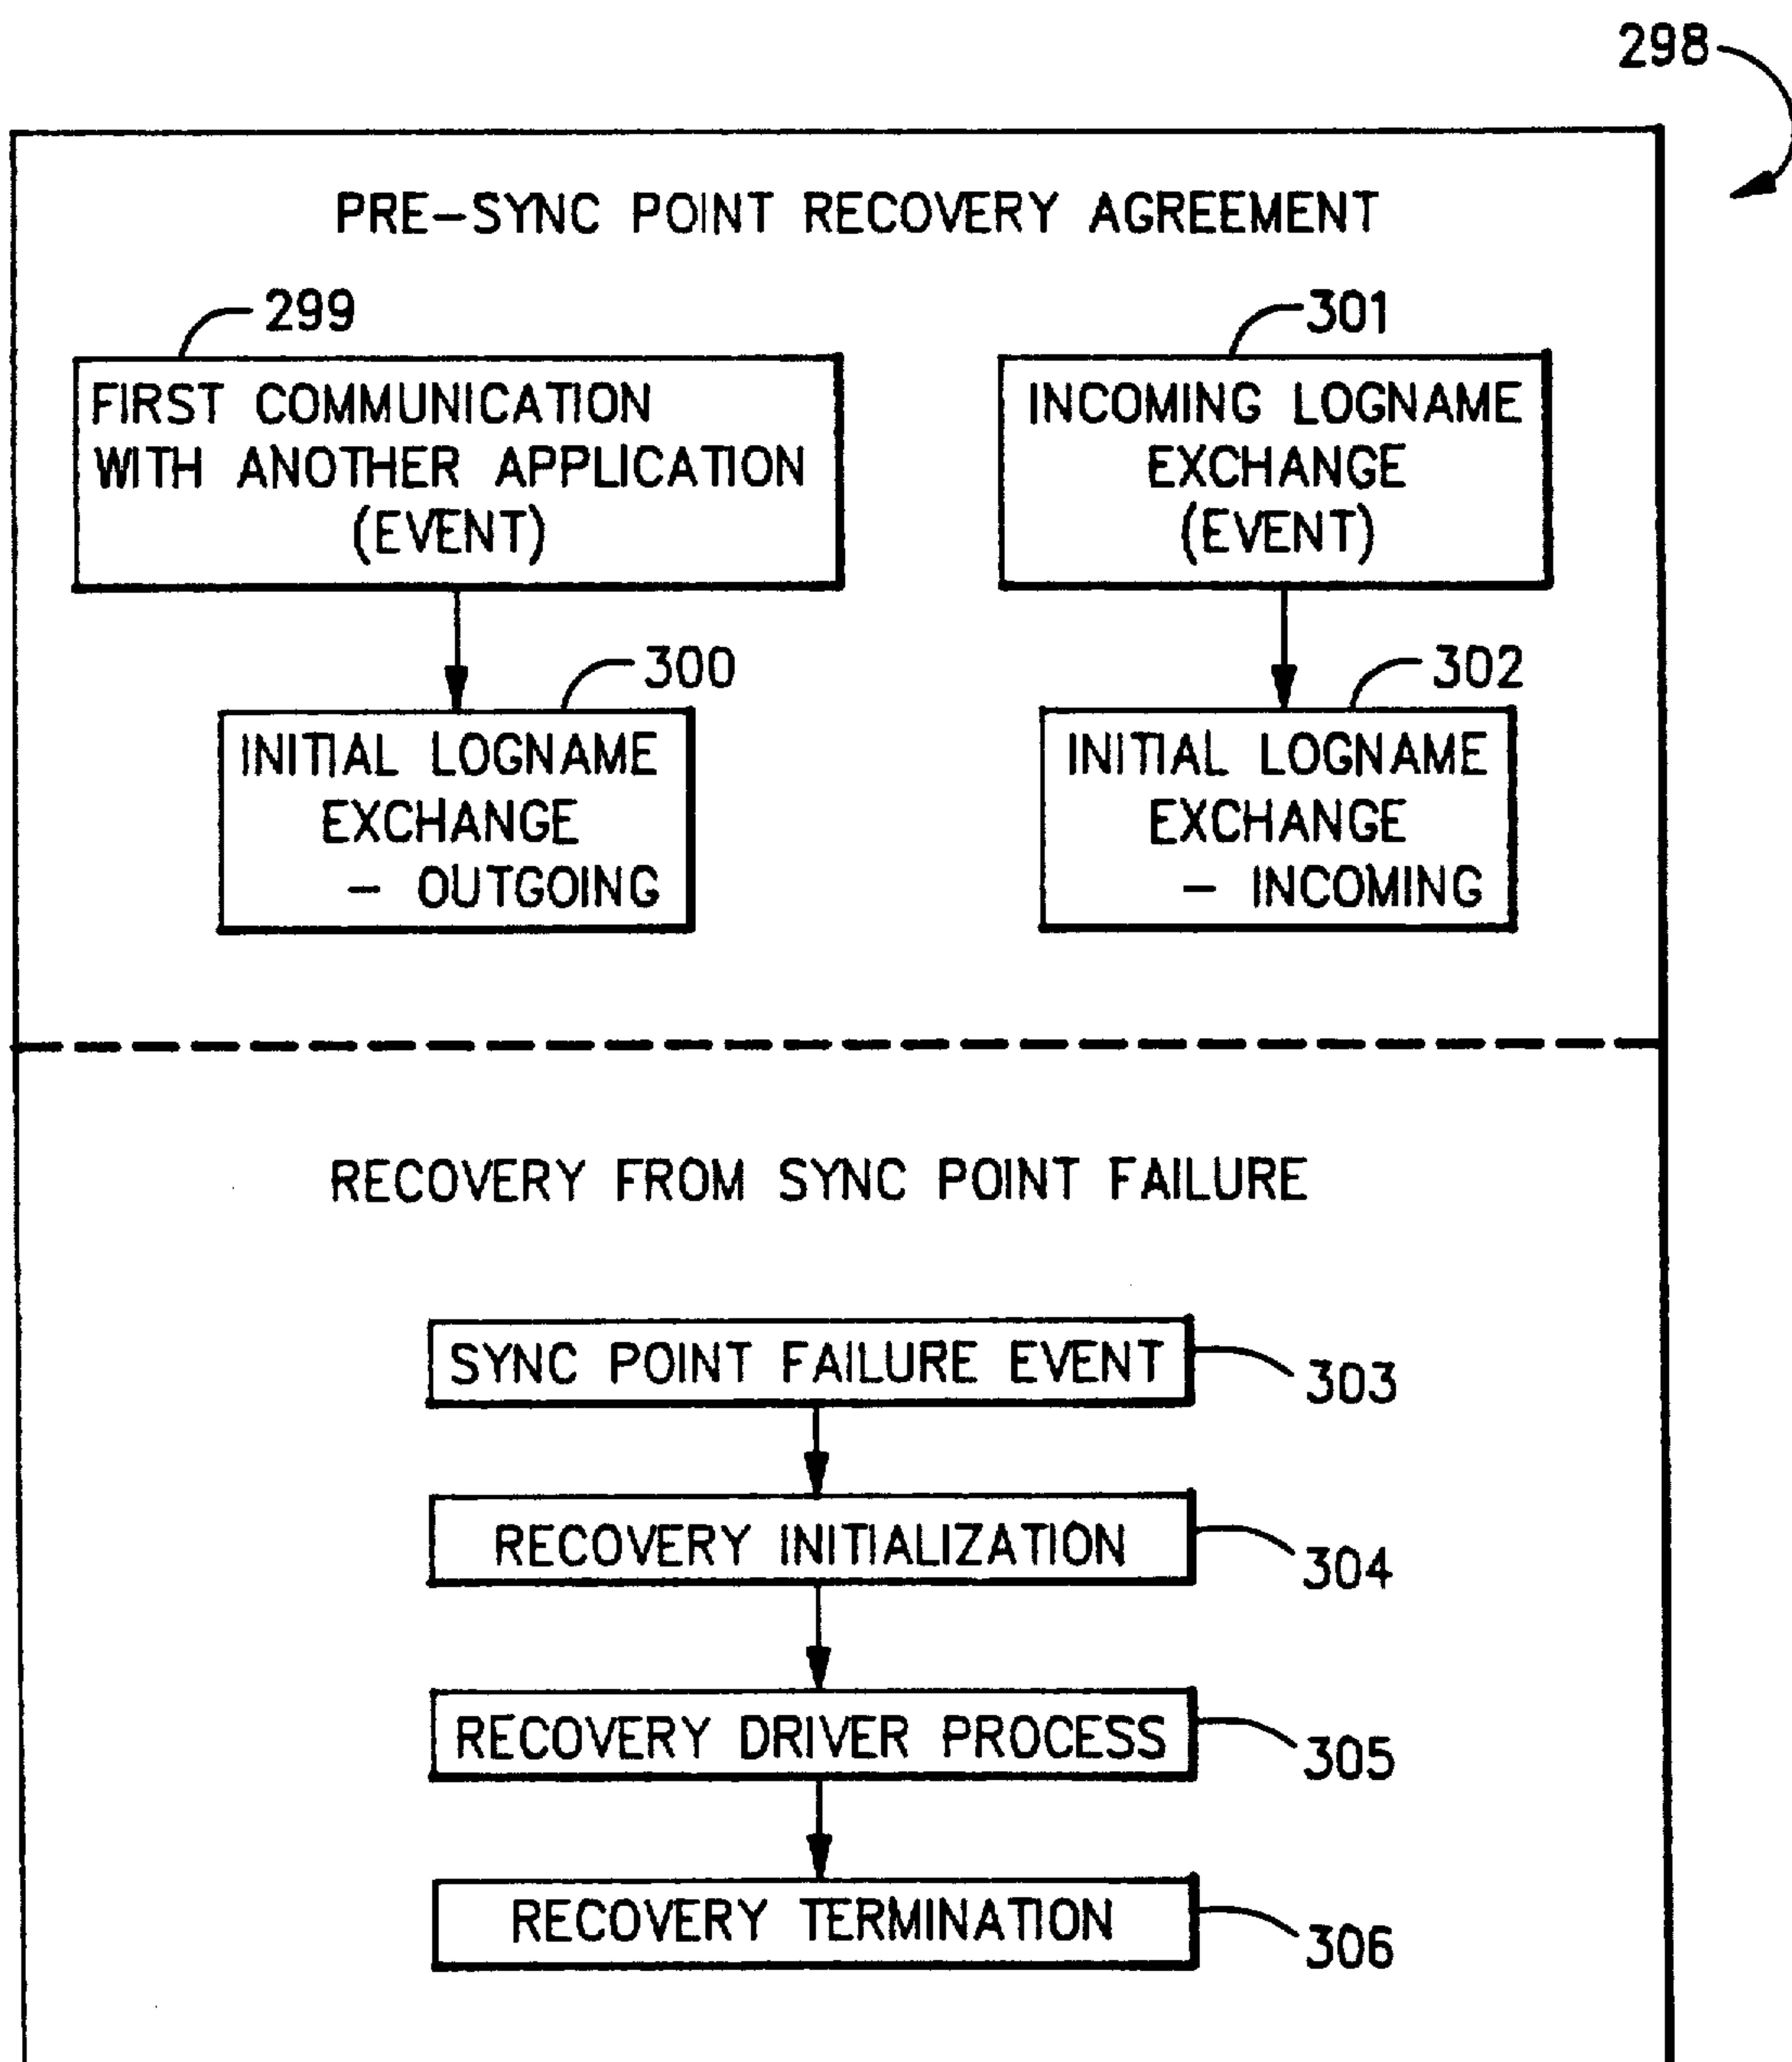 298
PRE-SYNC POINT RECOVERY AGREEMENT
299
FIRST COMMUNICATION
WITH ANOTHER APPLICATION
(EVENT)
301
INCOMING LOGNAME
EXCHANGE
(EVENT)
300
INITIAL LOGNAME
EXCHANGE
- OUTGOING
302
INITIAL LOGNAME
EXCHANGE
- INCOMING
RECOVERY FROM SYNC POINT FAILURE
SYNC POINT FAILURE EVENT
303
RECOVERY INITIALIZATION
304
RECOVERY DRIVER PROCESS
305
RECOVERY TERMINATION
306